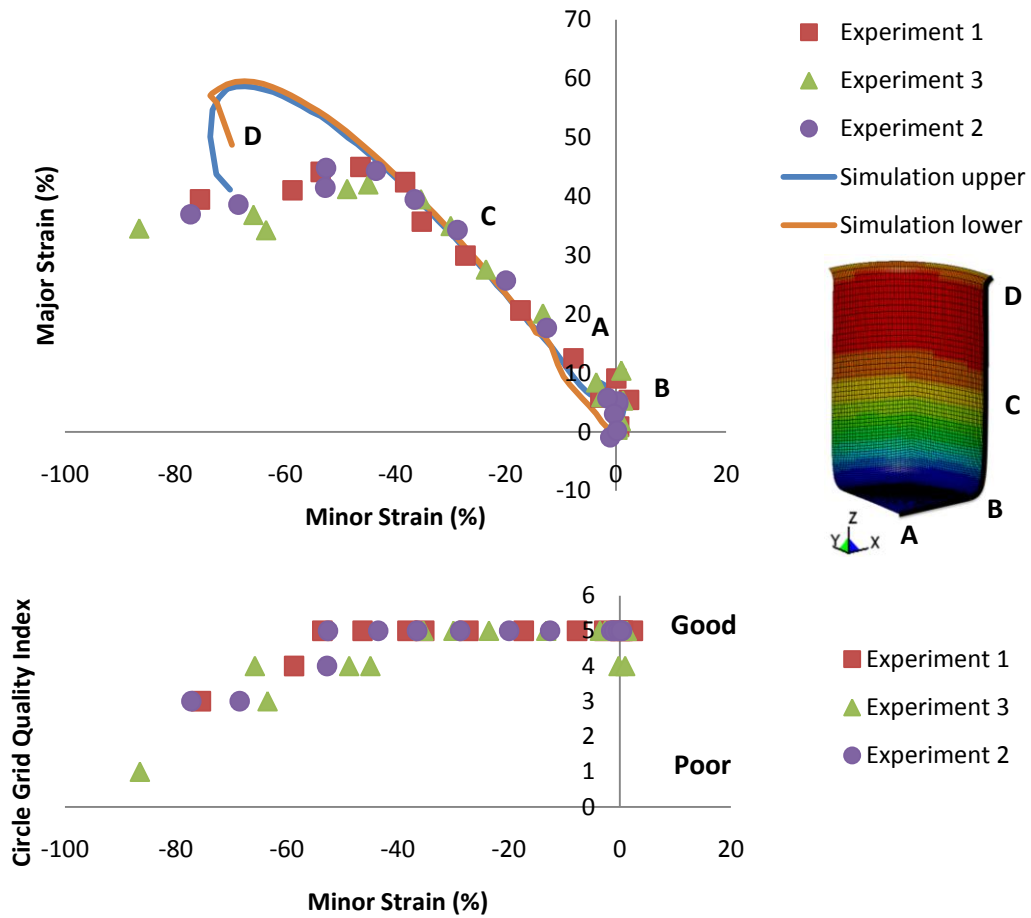 70
60
50
40
30
20
10
0
-10
-100
-80
-60
-40
-20
0
20
Major Strain (%)
Minor Strain (%)
D
C
A
B
Experiment 1
Experiment 3
Experiment 2
Simulation upper
Simulation lower
D
C
B
A
Z
Y
X
6
5
4
3
2
1
0
-100
-80
-60
-40
-20
0
20
Circle Grid Quality Index
Minor Strain (%)
Good
Poor
Experiment 1
Experiment 3
Experiment 2